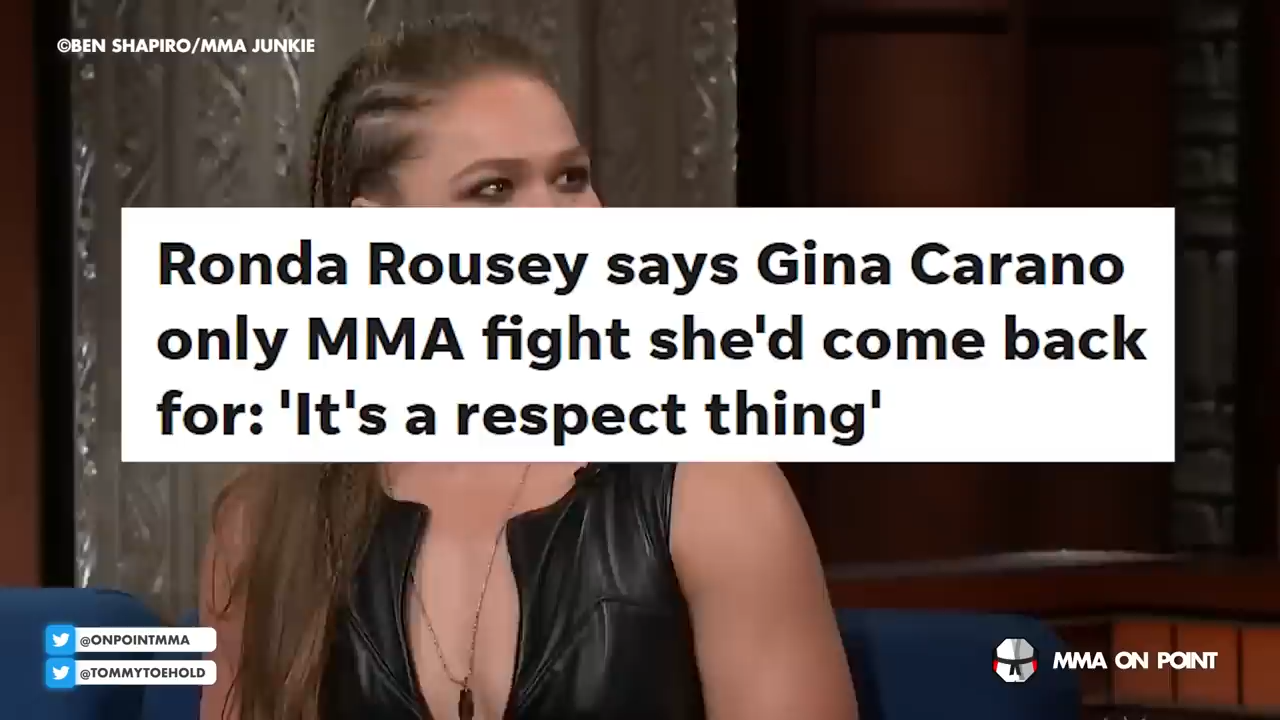 ©BEN SHAPIRO/MMA JUNKIE
Ronda Rousey says Gina Carano
only MMA fight she'd come back
for: 'It's a respect thing'
@ONPOINTMMA
@TOMMYTOEHOLD
MMA ON POINT